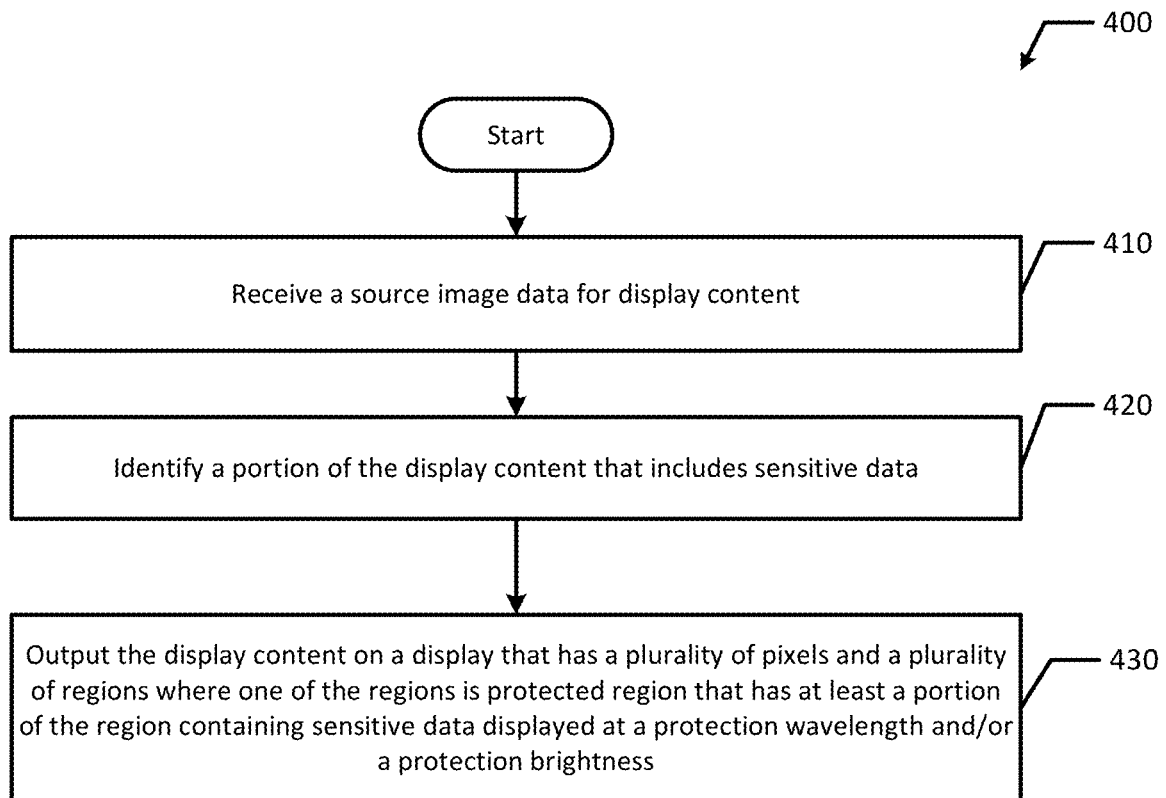 400
Start
410
Receive a source image data for display content
420
Identify a portion of the display content that includes sensitive data
430
Output the display content on a display that has a plurality of pixels and a plurality
of regions where one of the regions is protected region that has at least a portion
of the region containing sensitive data displayed at a protection wavelength and/or
a protection brightness